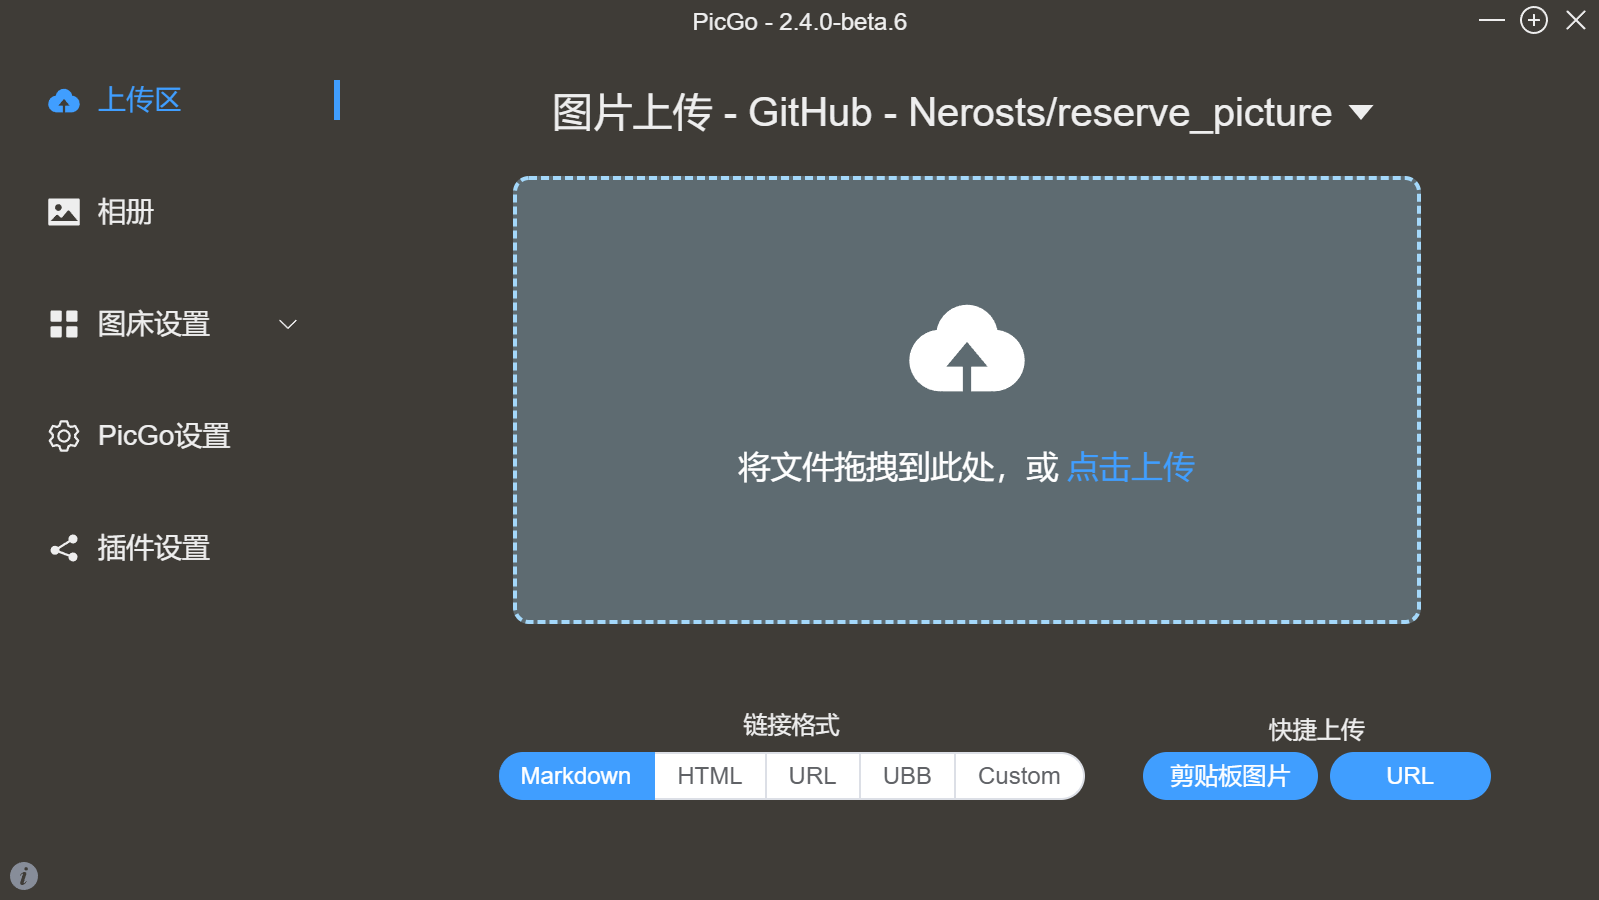 PicGo - 2.4.0-beta.6
上传区
相册
图床设置
PicGo设置
插件设置
图片上传 - GitHub - Nerosts/reserve_picture
将文件拖拽到此处，或 点击上传
链接格式
Markdown HTML URL UBB Custom
快捷上传
剪贴板图片 URL